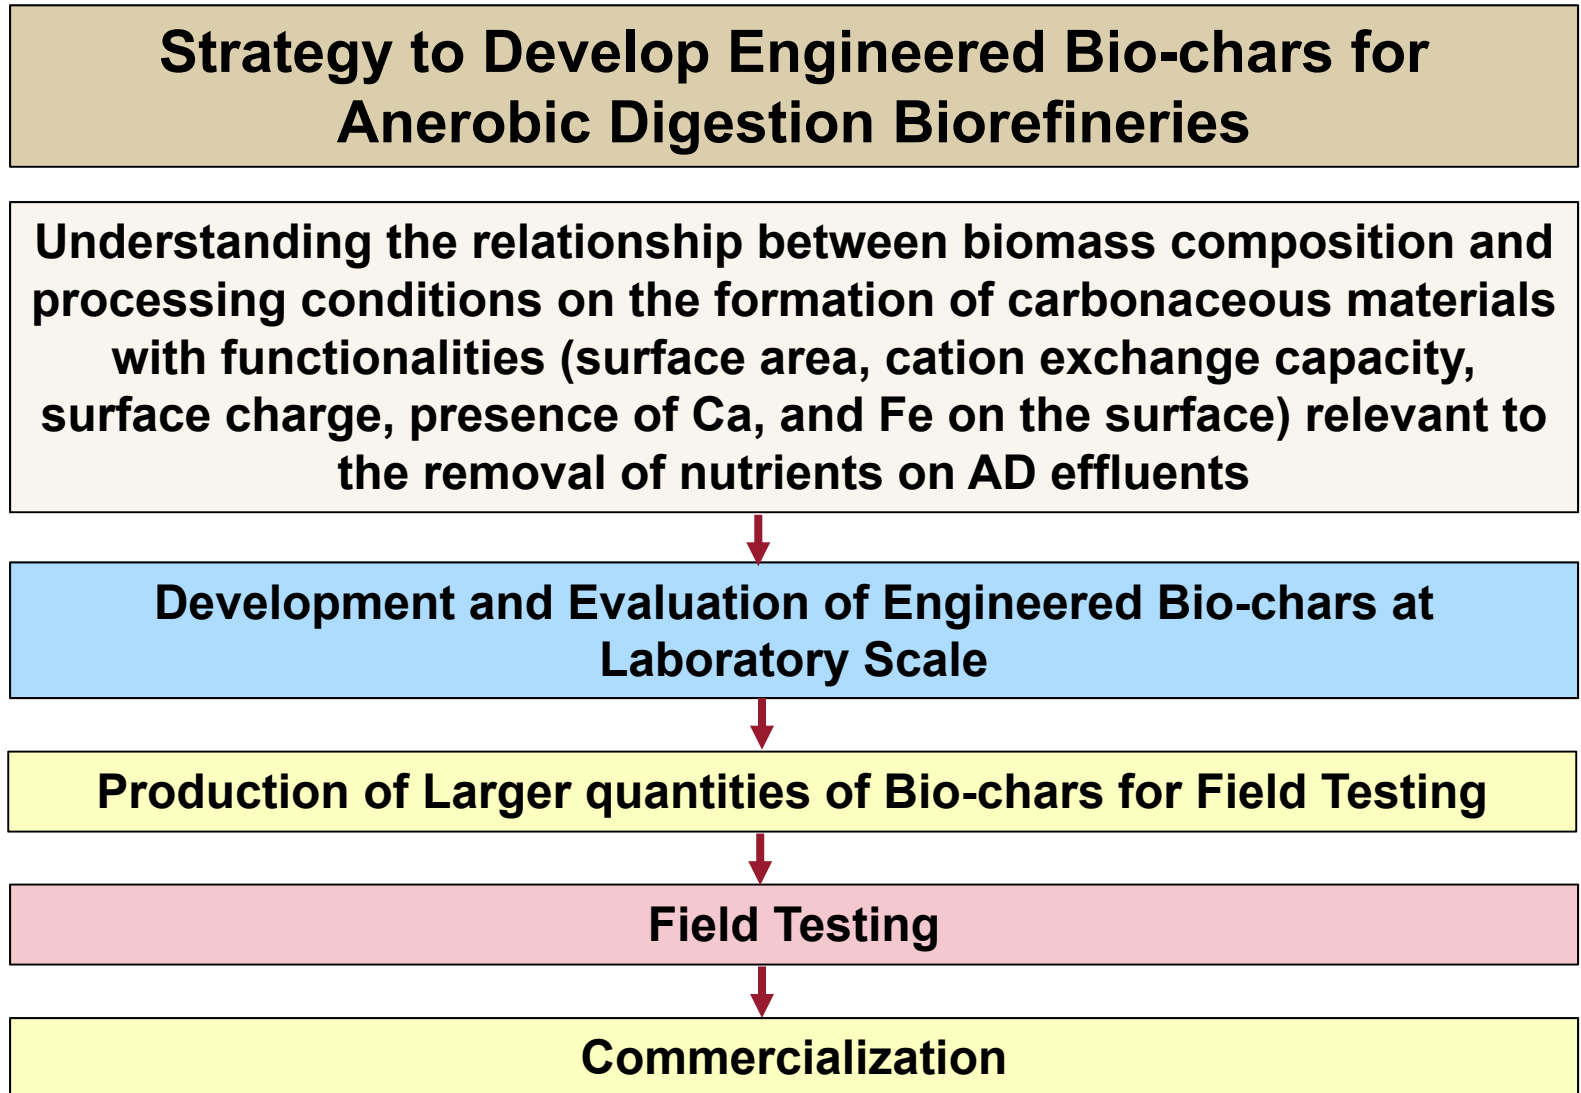 Strategy to Develop Engineered Bio-chars for
Anerobic Digestion Biorefineries
Understanding the relationship between biomass composition and
processing conditions on the formation of carbonaceous materials
with functionalities (surface area, cation exchange capacity,
surface charge, presence of Ca, and Fe on the surface) relevant to
the removal of nutrients on AD effluents
Development and Evaluation of Engineered Bio-chars at
Laboratory Scale
Production of Larger quantities of Bio-chars for Field Testing
Field Testing
Commercialization